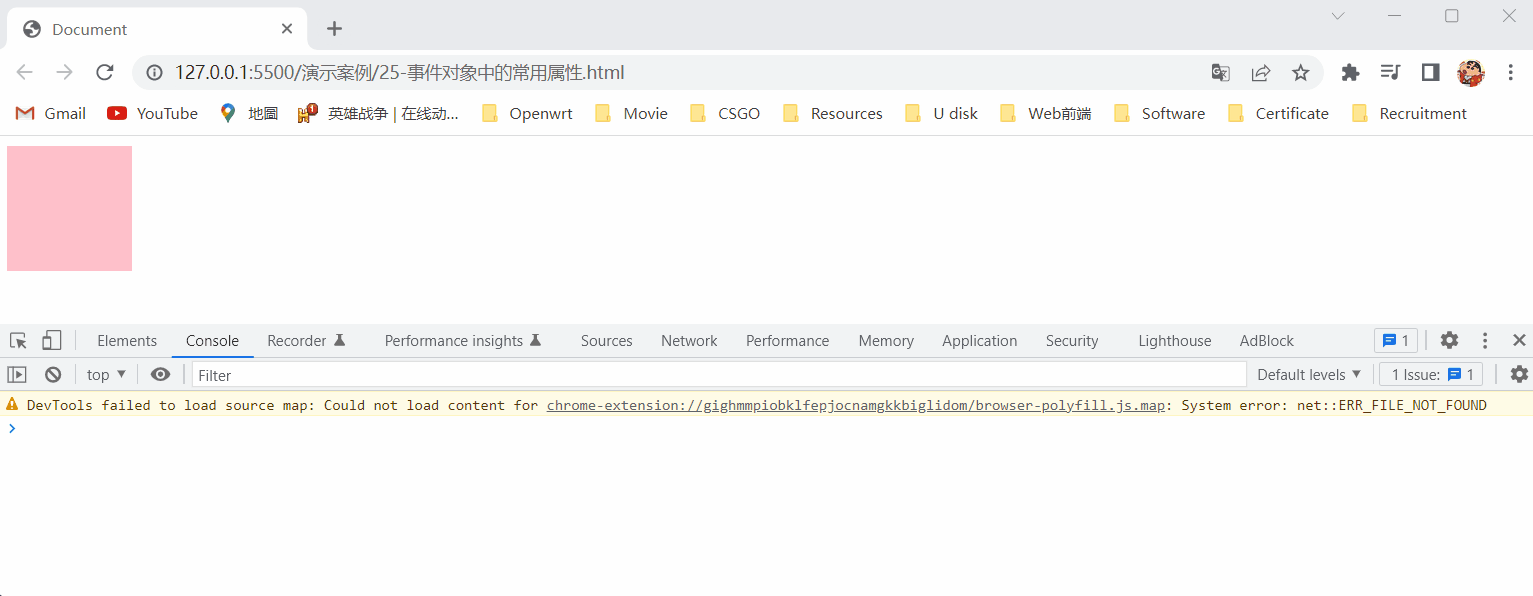 Document
127.0.0.1:5500/演示案例/25-事件对象中的常用属性.html
Gmail YouTube 地圖 英雄战争 | 在线动... Openwrt Movie CSGO Resources U disk Web前端 Software Certificate Recruitment
Elements Console Recorder Performance insights Sources Network Performance Memory Application Security Lighthouse AdBlock 1
top Filter Default levels 1 Issue: 1
DevTools failed to load source map: Could not load content for chrome-extension://gighmmpiobklfepjocnamgkkbiglidom/browser-polyfill.js.map: System error: net::ERR_FILE_NOT_FOUND